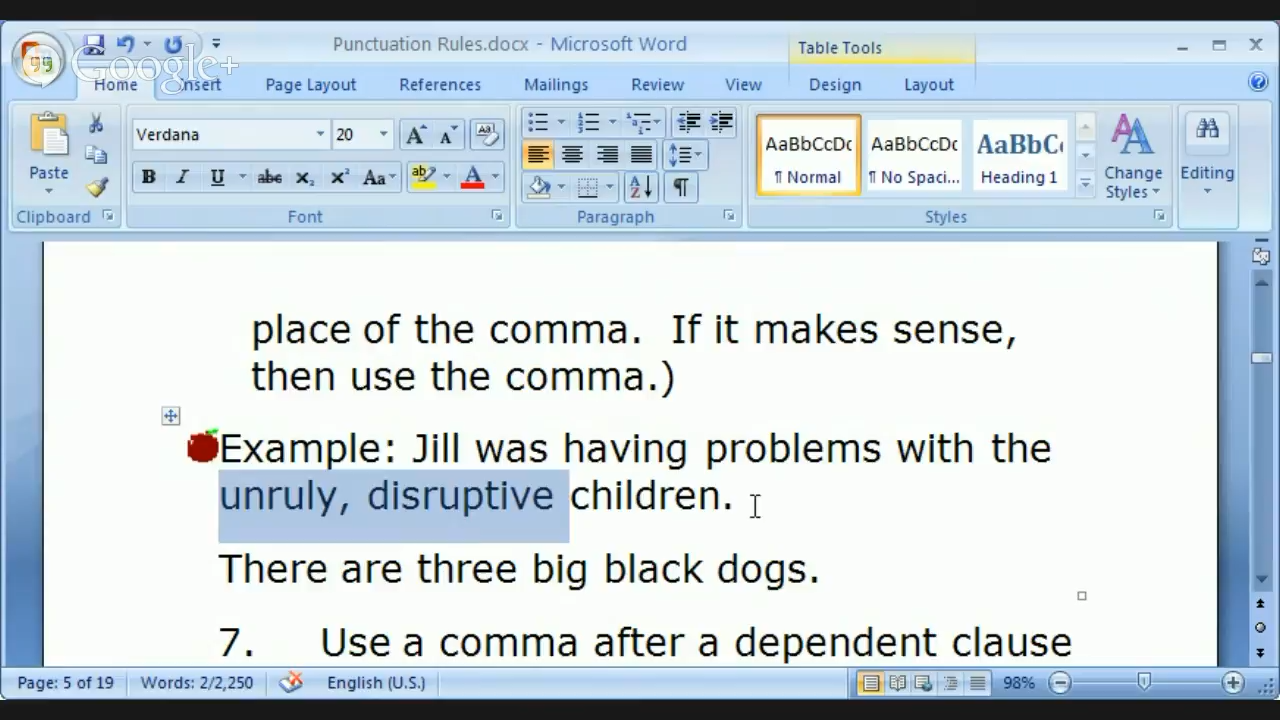 Punctuation Rules.docx - Microsoft Word
Table Tools
Google+
Home Insert Page Layout References Mailings Review View Design Layout
Paste
Verdana 20
AaBbCcDc AaBbCcDc AaBbC
¶ Normal ¶ No Spaci... Heading 1
Change Styles
Editing
Clipboard Font Paragraph Styles
place of the comma. If it makes sense,
then use the comma.)
Example: Jill was having problems with the
unruly, disruptive children.
There are three big black dogs.
7. Use a comma after a dependent clause
Page: 5 of 19 Words: 2/2,250 English (U.S.) 98%